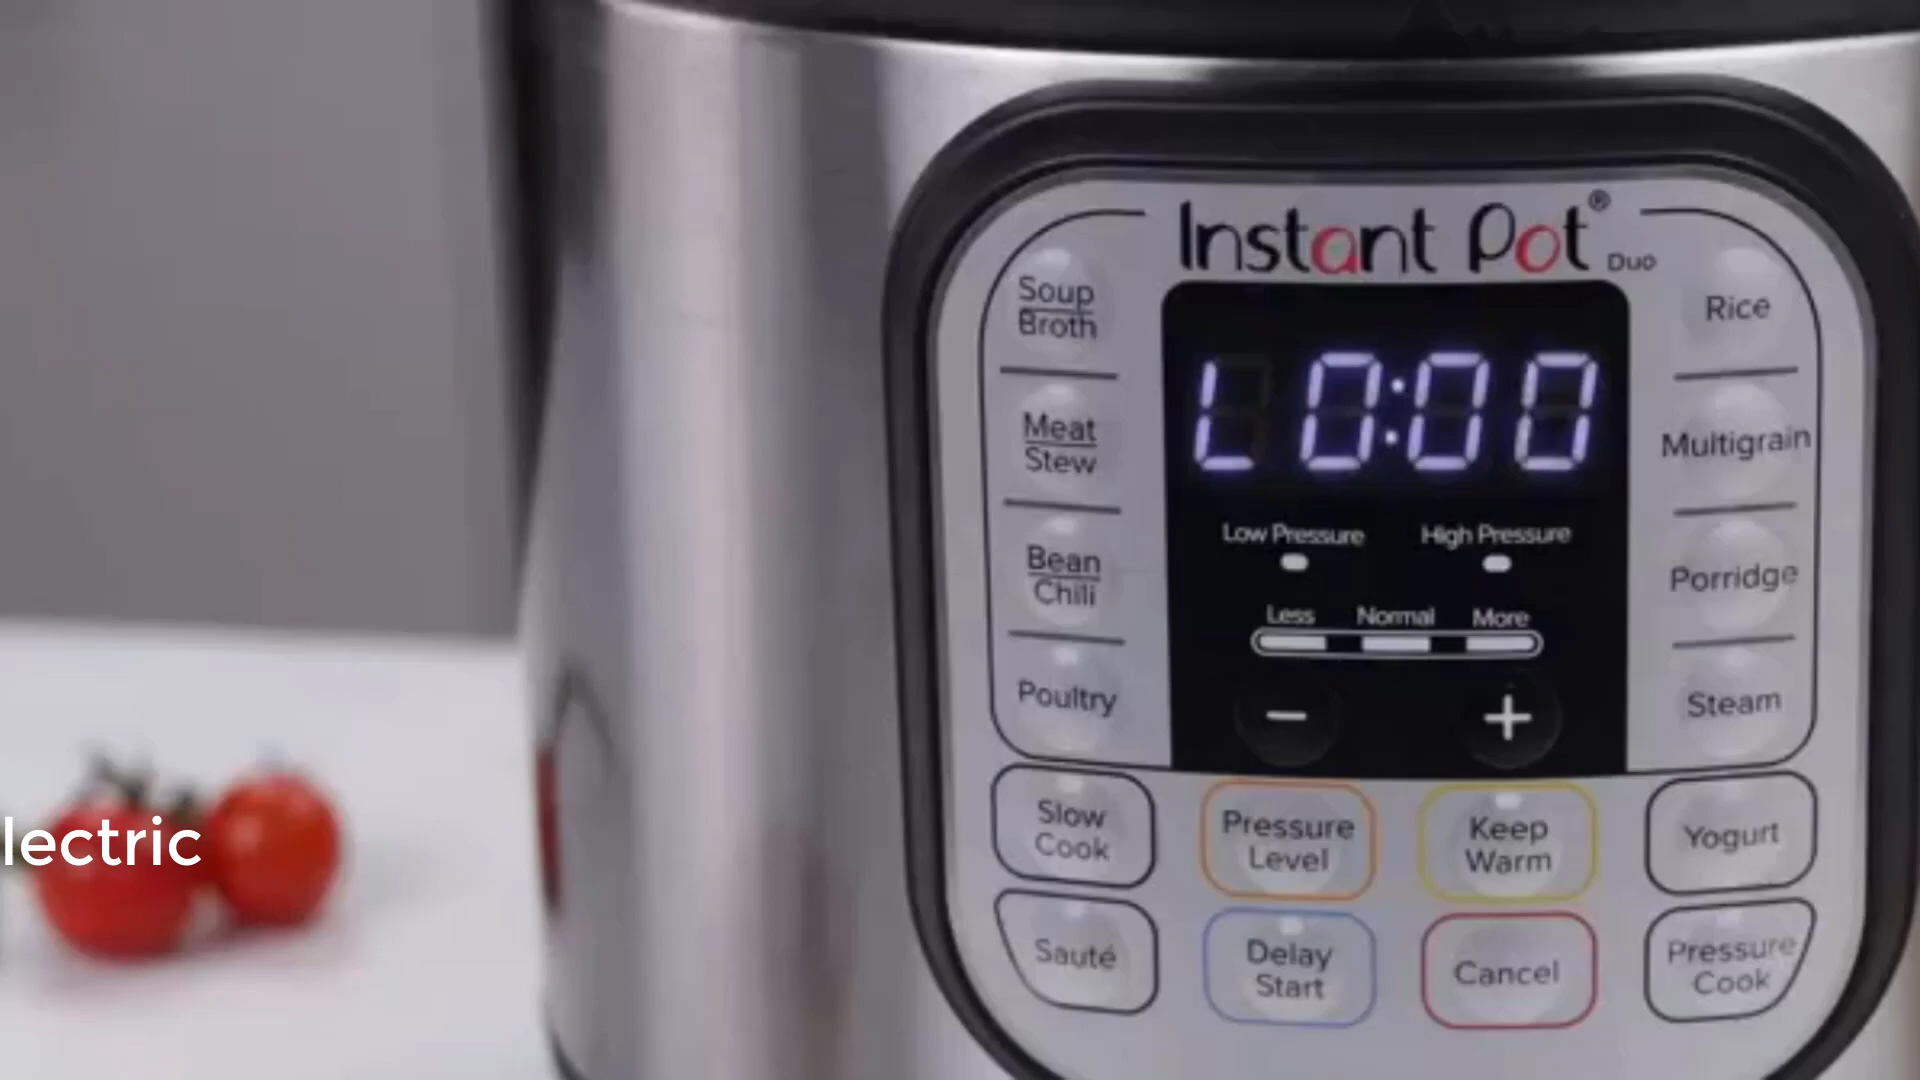 Instant Pot® Duo
Soup
Broth
Meat
Stew
Bean
Chili
Poultry
L 0:00
Low Pressure High Pressure
Less Normal More
− +
Rice
Multigrain
Porridge
Steam
Slow
Cook
Pressure
Level
Keep
Warm
Yogurt
Sauté
Delay
Start
Cancel
Pressure
Cook
lectric